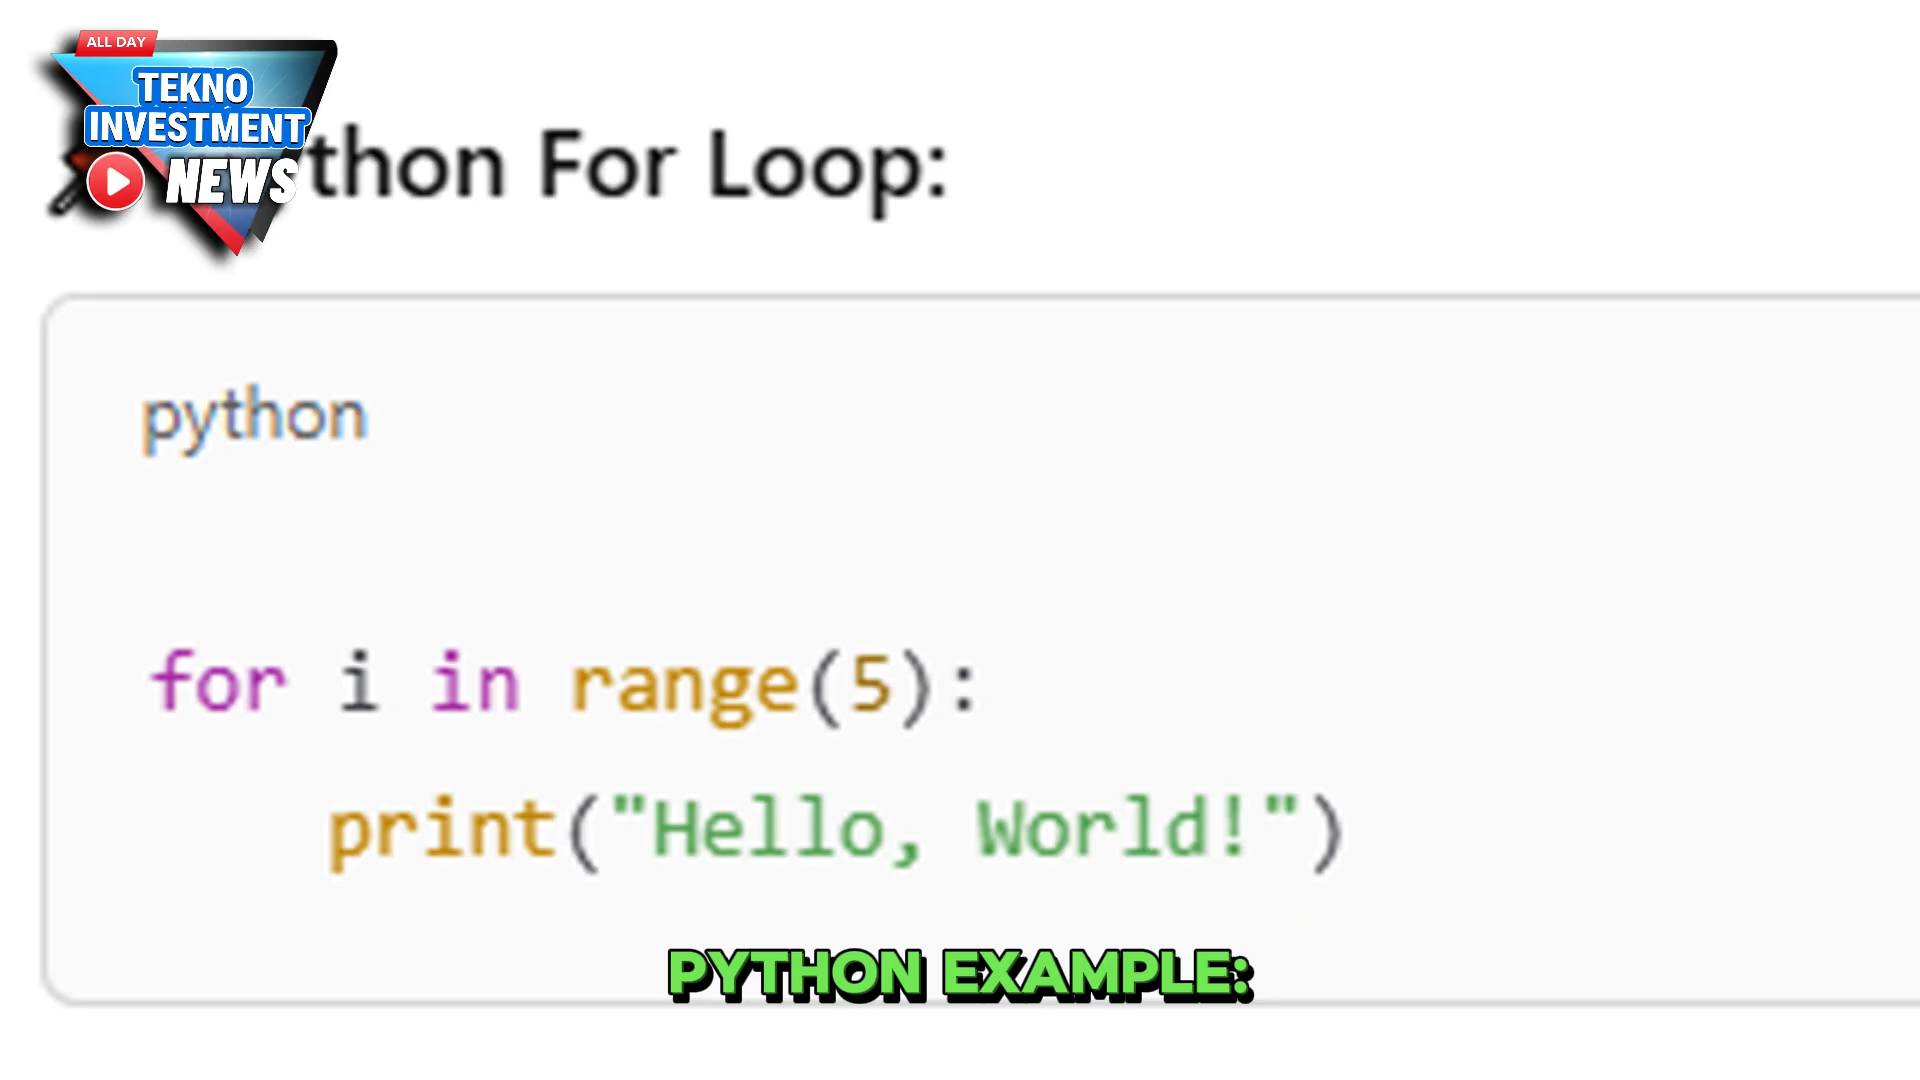 ALL DAY
TEKNO
INVESTMENT
NEWS
thon For Loop:
python
for i in range(5):
print("Hello, World!")
PYTHON EXAMPLE: